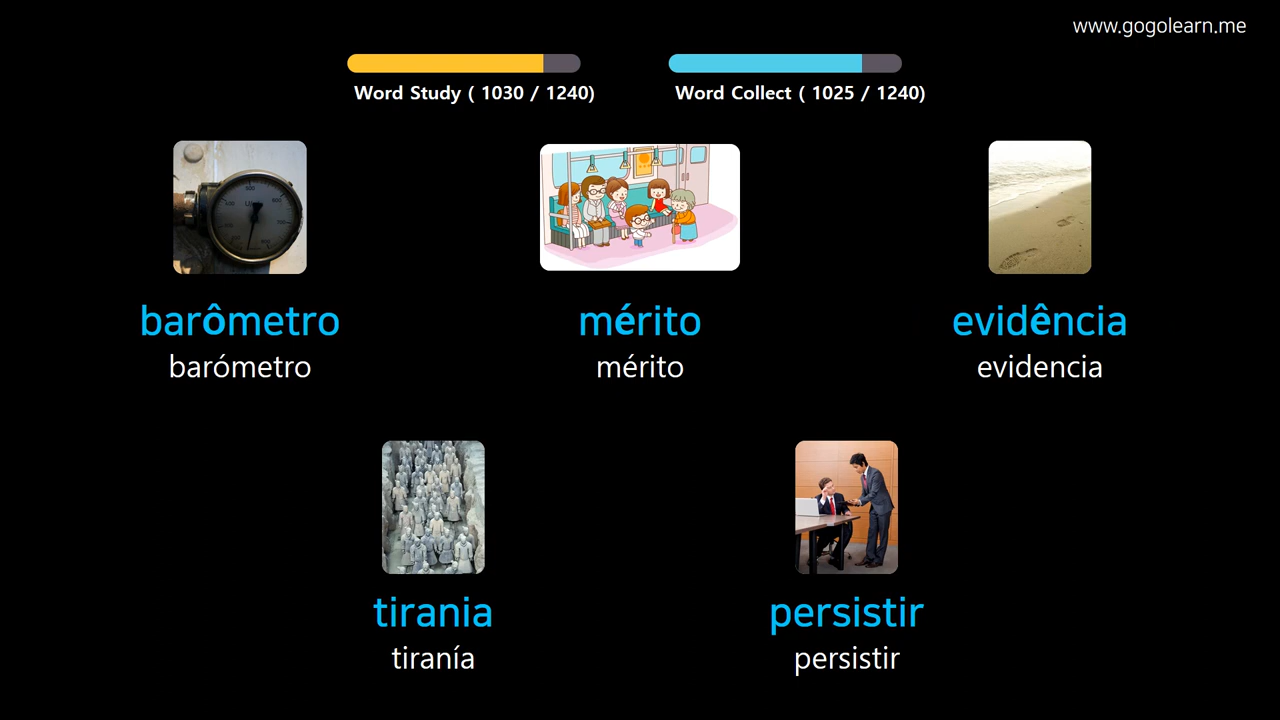 www.gogolearn.me
Word Study ( 1030 / 1240)
Word Collect ( 1025 / 1240)
barômetro
barómetro
mérito
mérito
evidência
evidencia
tirania
tiranía
persistir
persistir